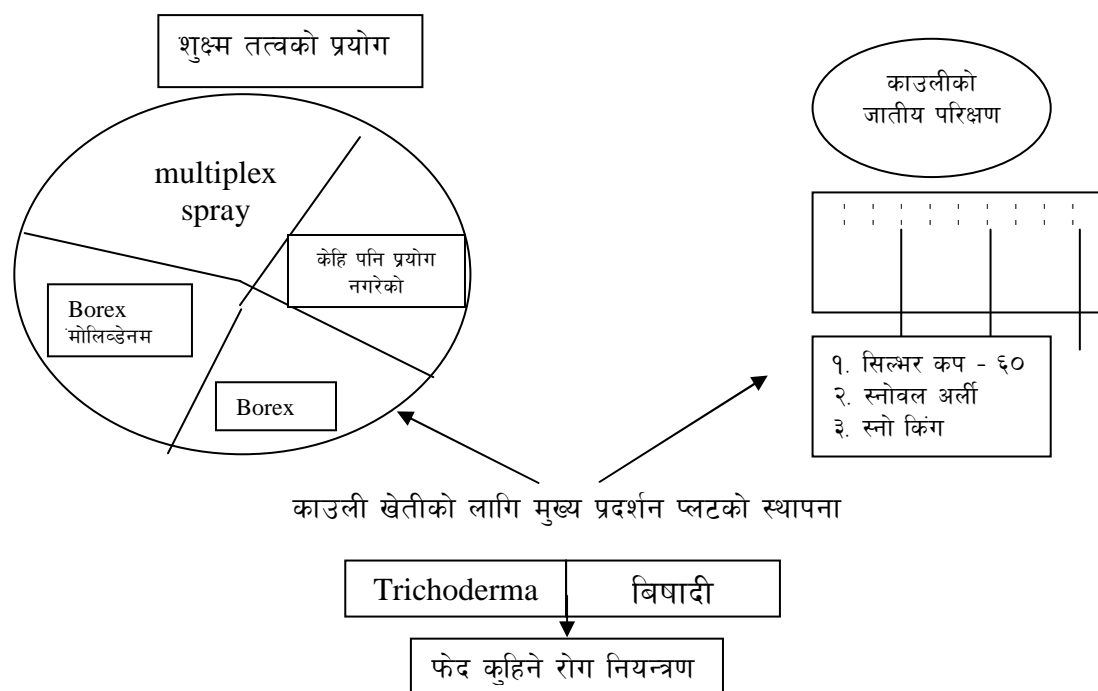 शुक्ष्म तत्वको प्रयोग
multiplex
spray
केहि पनि प्रयोग
नगरेको
Borex
मोलिब्डेनम
Borex
काउलीको
जातीय परिक्षण
१. सिल्भर कप - ६०
२. स्नोवल अर्ली
३. स्नो किंग
काउली खेतीको लागि मुख्य प्रदर्शन प्लटको स्थापना
Trichoderma बिषादी
फेद कुहिने रोग नियन्त्रण